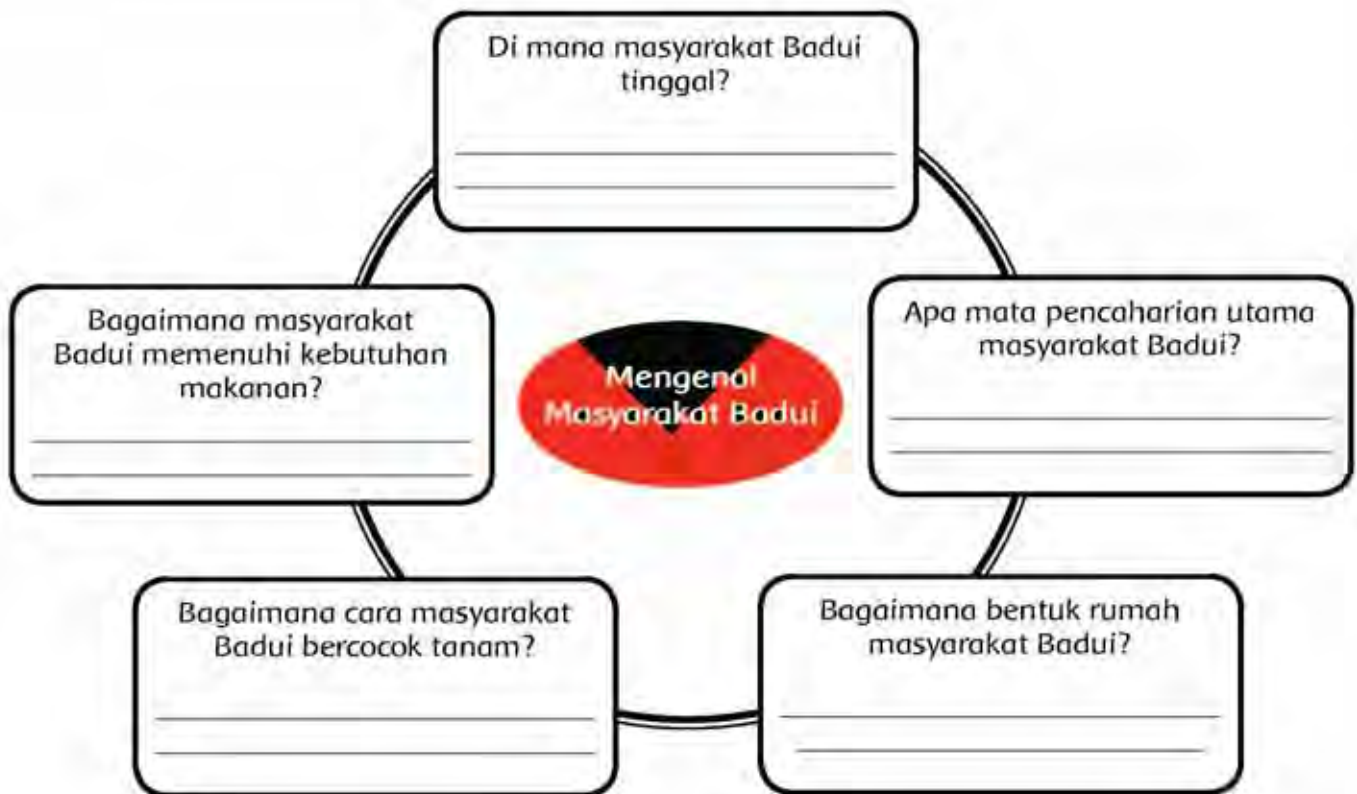 Di mana masyarakat Badui
tinggal?
Apa mata pencaharian utama
masyarakat Badui?
Bagaimana bentuk rumah
masyarakat Badui?
Bagaimana cara masyarakat
Badui bercocok tanam?
Bagaimana masyarakat
Badui memenuhi kebutuhan
makanan?
Mengenal
Masyarakat Badui